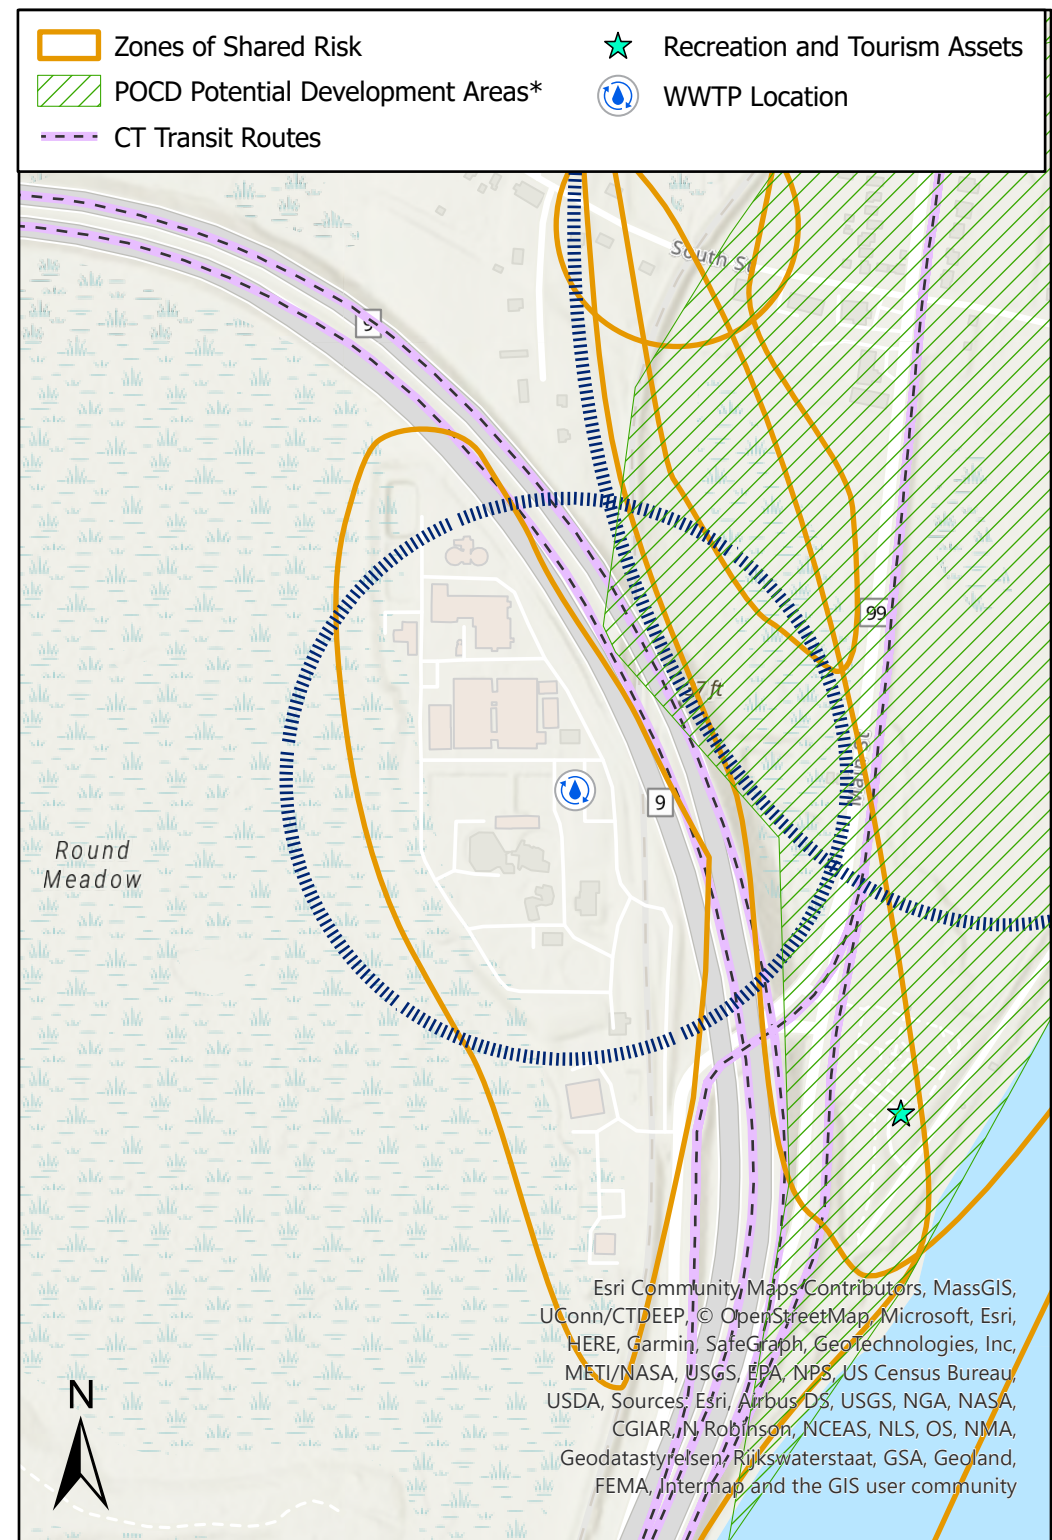 Zones of Shared Risk
Recreation and Tourism Assets
POCD Potential Development Areas*
WWTP Location
CT Transit Routes
South St
9
99
7 ft
Main St
9
Round
Meadow
Esri Community Maps Contributors, MassGIS,
UConn/CTDEEP, © OpenStreetMap, Microsoft, Esri,
HERE, Garmin, SafeGraph, GeoTechnologies, Inc,
METI/NASA, USGS, EPA, NPS, US Census Bureau,
USDA, Sources: Esri, Airbus DS, USGS, NGA, NASA,
CGIAR, N Robinson, NCEAS, NLS, OS, NMA,
Geodatastyrelsen, Rijkswaterstaat, GSA, Geoland,
FEMA, Intermap and the GIS user community
N